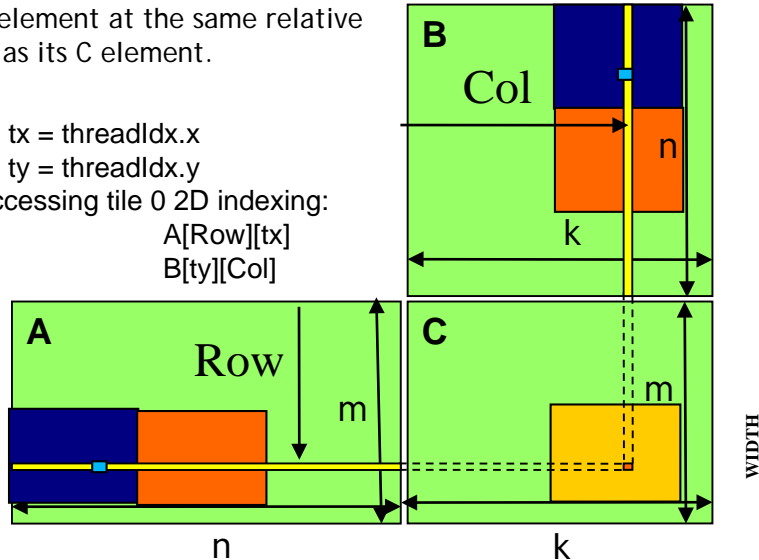 element at the same relative
as its C element.
tx = threadIdx.x
ty = threadIdx.y
ccessing tile 0 2D indexing:
A[Row][tx]
B[ty][Col]
B
Col
n
k
A
Row
m
n
C
m
k
WIDTH